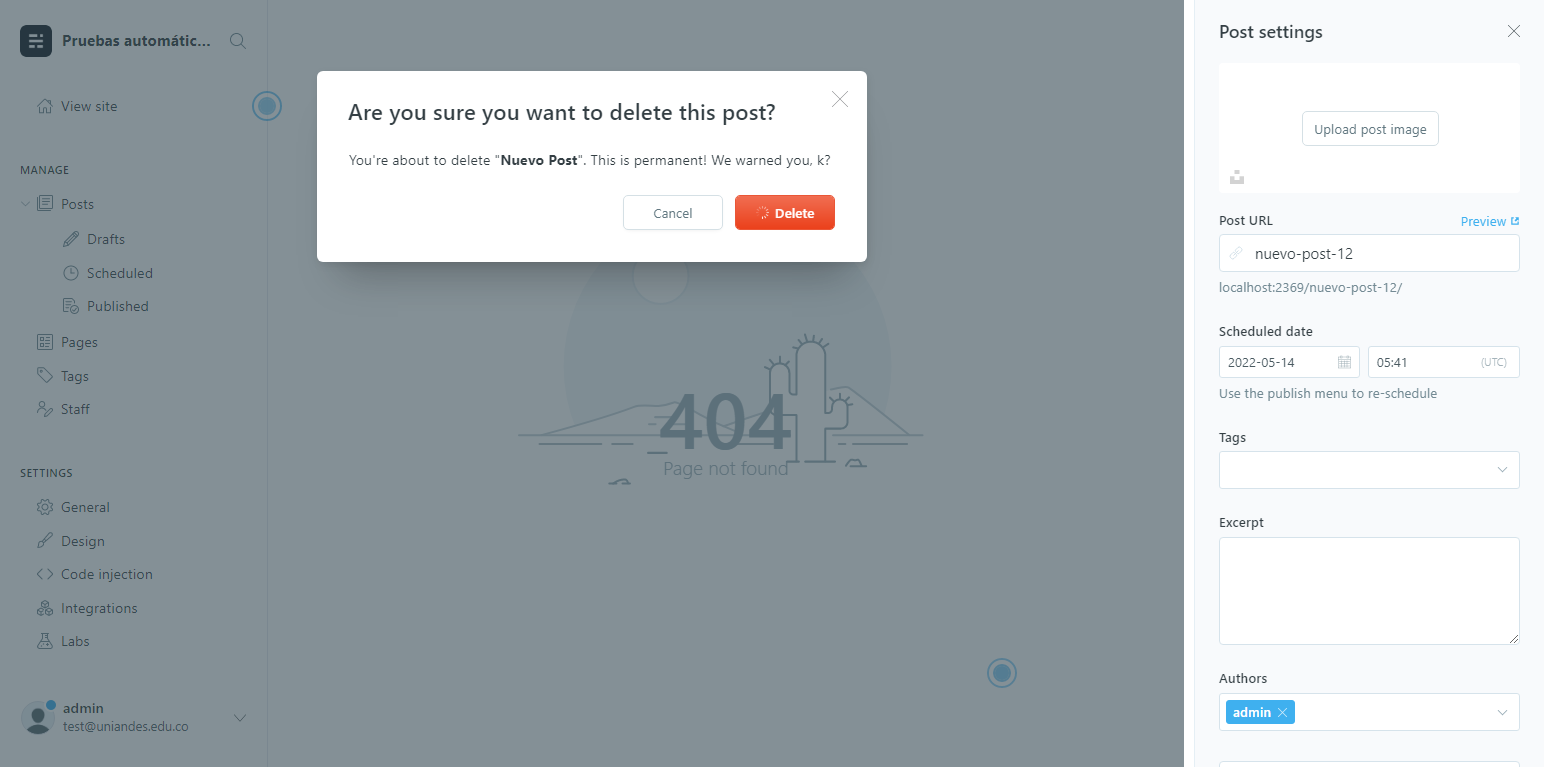 Pruebas automátic...
View site
MANAGE
Posts
Drafts
Scheduled
Published
Pages
Tags
Staff
SETTINGS
General
Design
Code injection
Integrations
Labs
admin
test@uniandes.edu.co
Are you sure you want to delete this post?
You're about to delete "Nuevo Post". This is permanent! We warned you, k?
Cancel
Delete
404
Page not found
Post settings
Upload post image
Post URL
Preview
nuevo-post-12
localhost:2369/nuevo-post-12/
Scheduled date
2022-05-14
05:41 (UTC)
Use the publish menu to re-schedule
Tags
Excerpt
Authors
admin